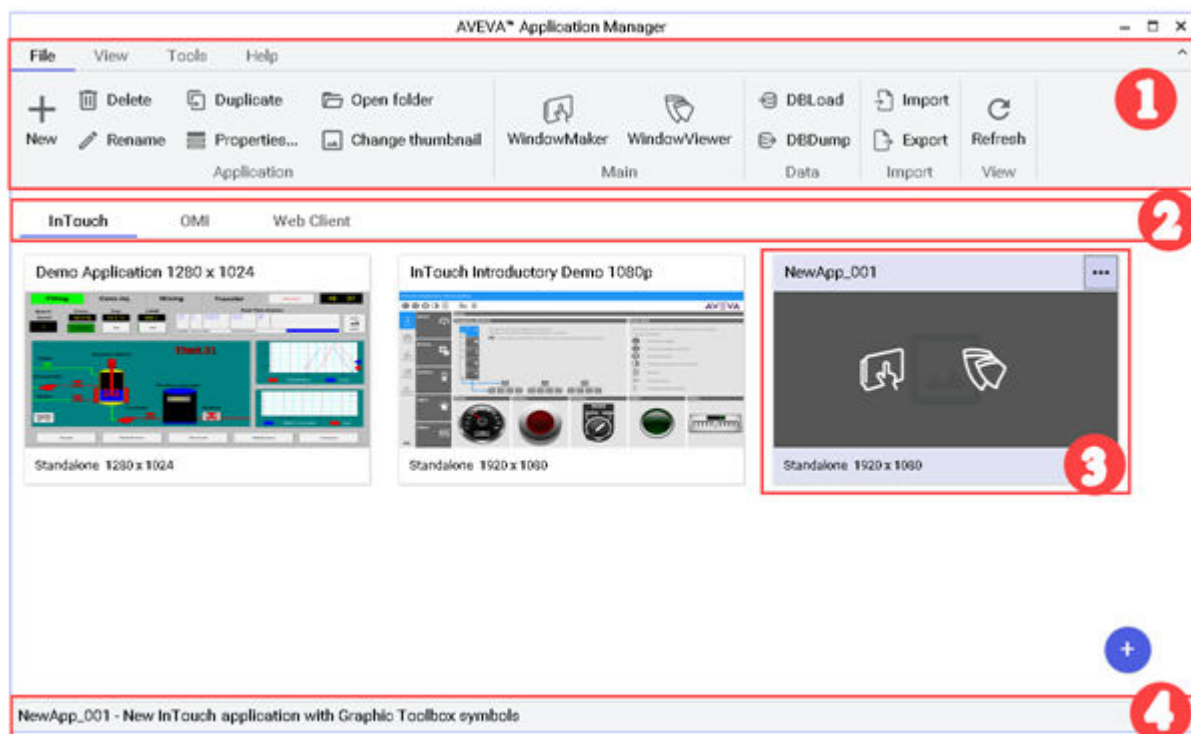 AVEVA™ Application Manager
File View Tools Help
1
New
Delete Duplicate Open folder
Rename Properties... Change thumbnail
WindowMaker WindowViewer
DBLoad Import
DBDump Export
Refresh
Application Main Data Import View
InTouch OMI Web Client
2
Demo Application 1280 x 1024
InTouch Introductory Demo 1080p
NewApp_001
Filling Mixing Transfer
AVEVA
Standalone 1280 x 1024
Standalone 1920 x 1080
Standalone 1920 x 1080
3
NewApp_001 - New InTouch application with Graphic Toolbox symbols
4